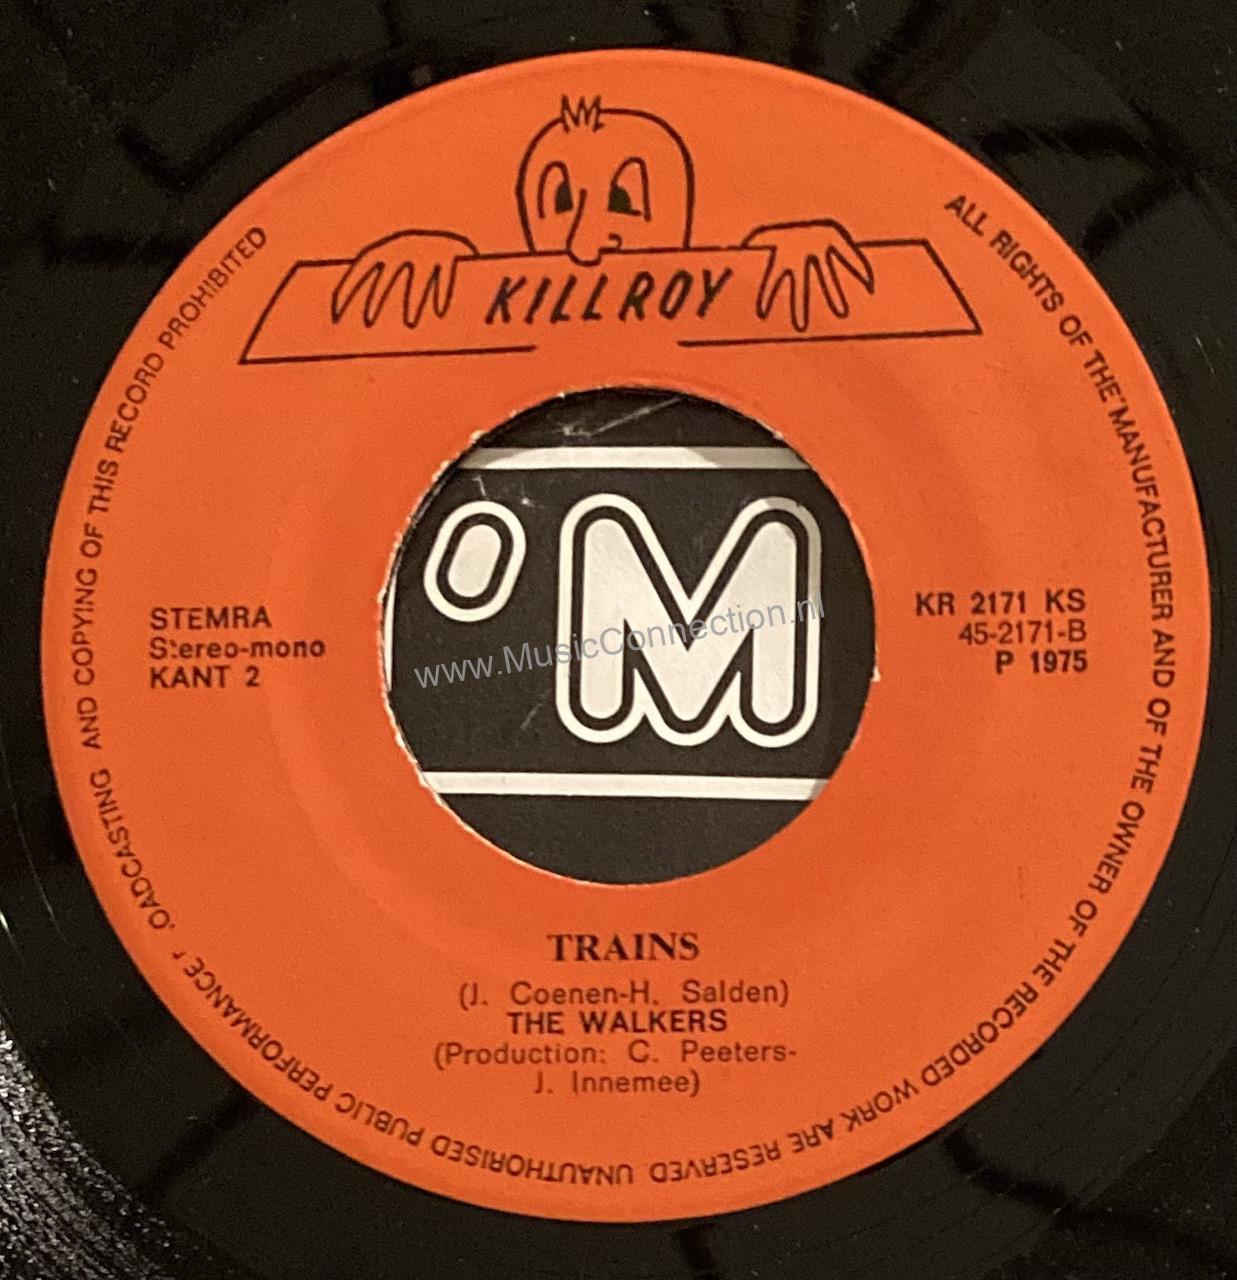 KILLROY
STEMRA
Stereo-mono
KANT 2
KR 2171 KS
45-2171-B
P 1975
'M
www.MusicConnection.nl
TRAINS
(J. Coenen-H. Salden)
THE WALKERS
(Production: C. Peeters-
J. Innemee)
ALL RIGHTS OF THE MANUFACTURER AND OF THE OWNER OF THE RECORDED WORK ARE RESERVED UNAUTHORISED PUBLIC PERFORMANCE! .OADCASTING AND COPYING OF THIS RECORD PROHIBITED